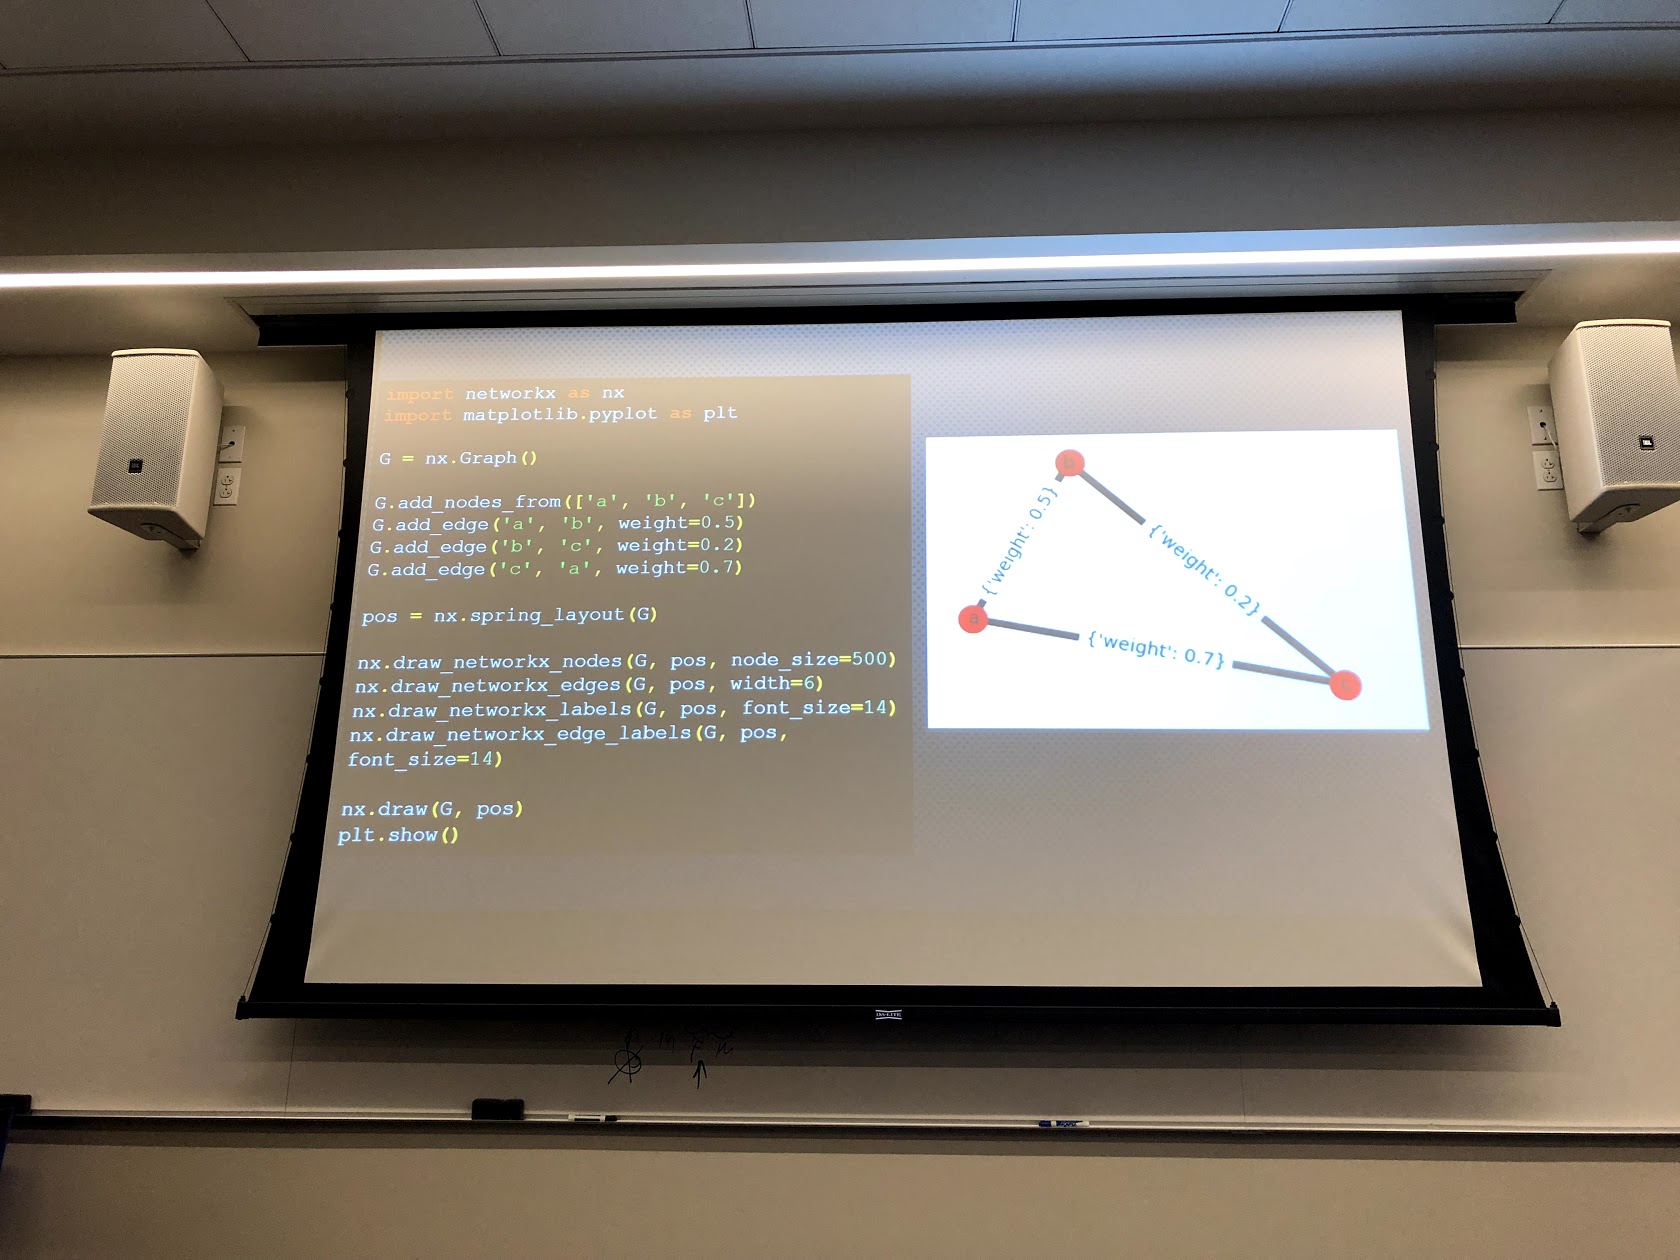 import networkx as nx
import matplotlib.pyplot as plt
G = nx.Graph()
G.add_nodes_from(['a', 'b', 'c'])
G.add_edge('a', 'b', weight=0.5)
G.add_edge('b', 'c', weight=0.2)
G.add_edge('c', 'a', weight=0.7)
pos = nx.spring_layout(G)
nx.draw_networkx_nodes(G, pos, node_size=500)
nx.draw_networkx_edges(G, pos, width=6)
nx.draw_networkx_labels(G, pos, font_size=14)
nx.draw_networkx_edge_labels(G, pos,
font_size=14)
nx.draw(G, pos)
plt.show()
b
{'weight': 0.5}
{'weight': 0.2}
a
{'weight': 0.7}
c
DA-LITE